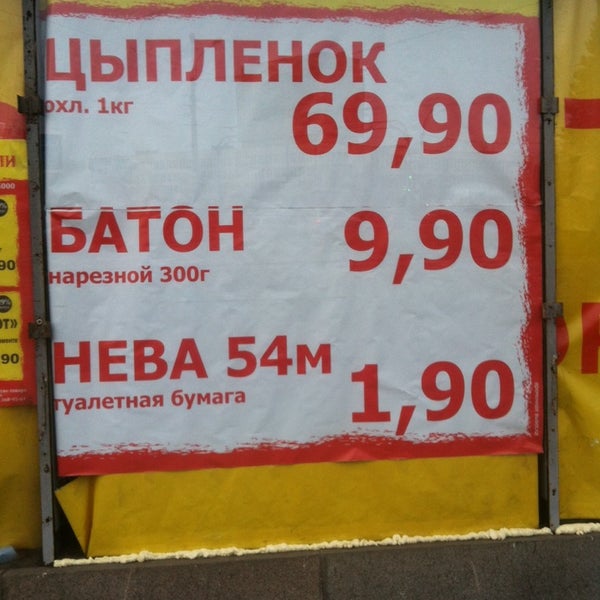 ЦЫПЛЕНОК
охл. 1кг
69,90
БАТОН
нарезной 300г
9,90
НЕВА 54м
туалетная бумага
1,90